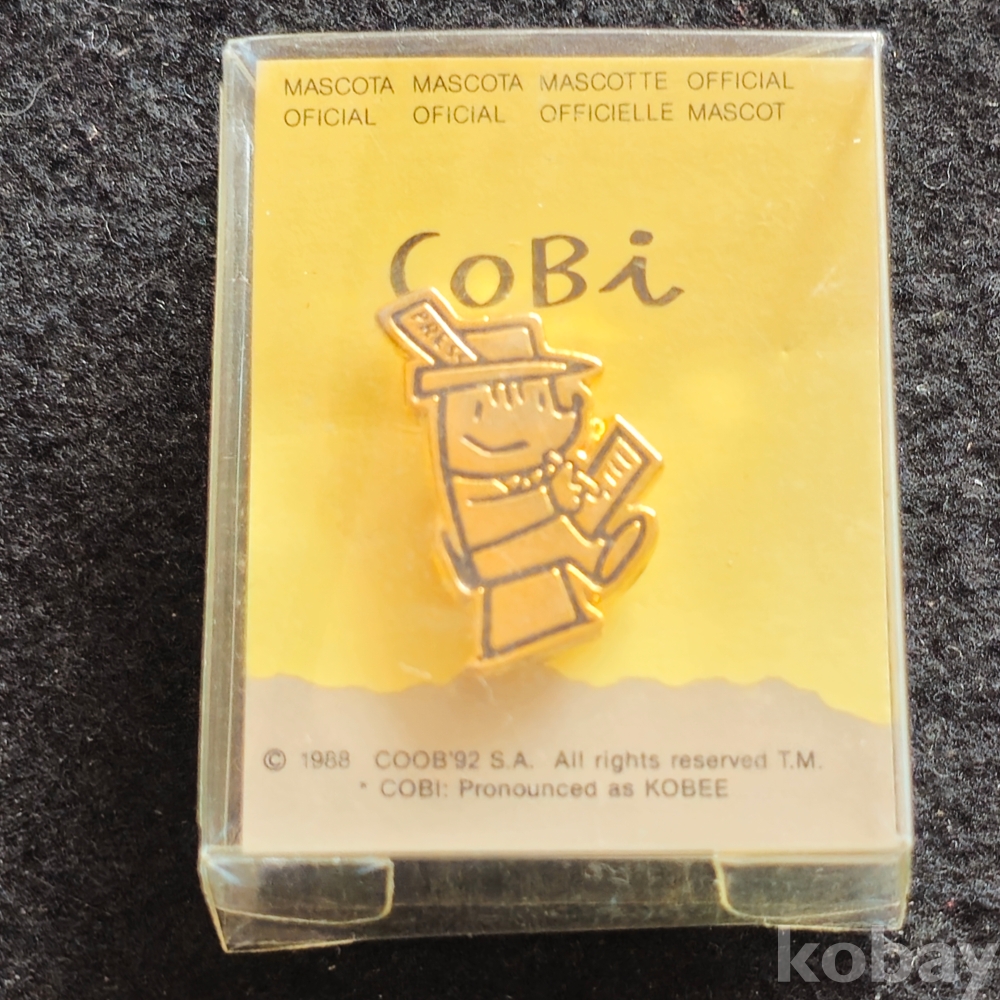 MASCOTA MASCOTA MASCOTTE OFFICIAL
OFICIAL OFICIAL OFFICIELLE MASCOT
COBi
PRESS
© 1988 COOB'92 S.A. All rights reserved T.M.
* COBI: Pronounced as KOBEE
kobay